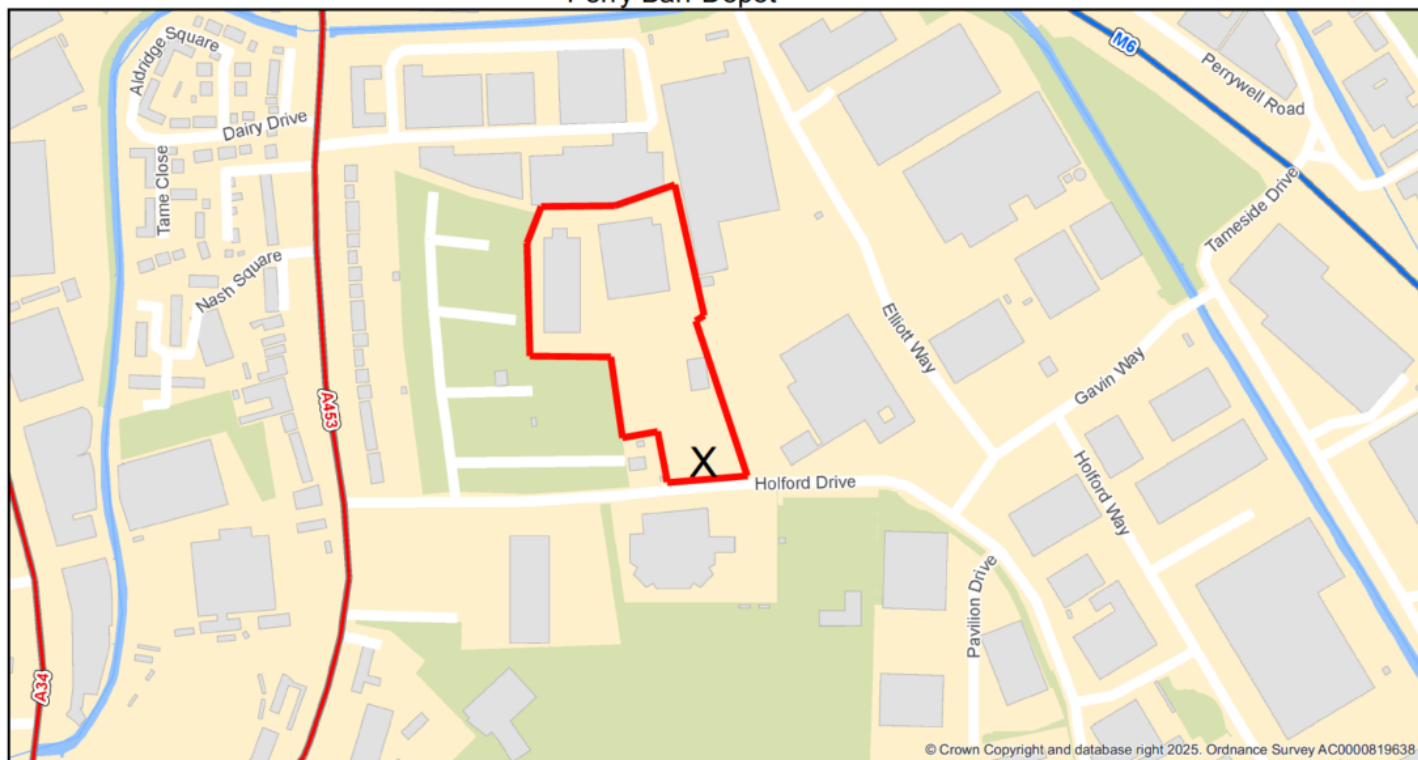 Perry Barr Depot
Aldridge Square
M6
Perrywell Road
Dairy Drive
Tame Close
Tameside Drive
Nash Square
Elliott Way
Gavin Way
A453
X
Holford Drive
Holford Way
Pavilion Drive
A34
© Crown Copyright and database right 2025. Ordnance Survey AC0000819638